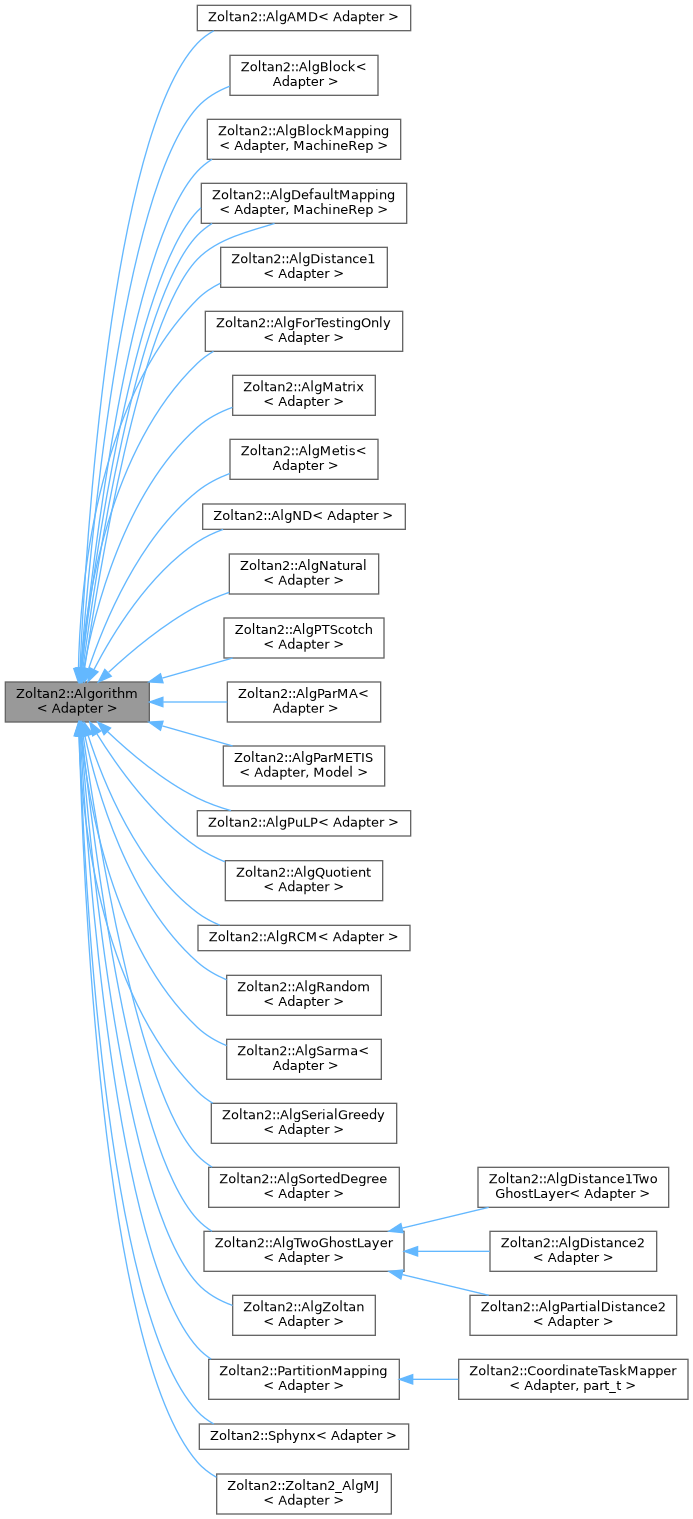 Zoltan2::AlgAMD< Adapter >
Zoltan2::AlgBlock<
Adapter >
Zoltan2::AlgBlockMapping
< Adapter, MachineRep >
Zoltan2::AlgDefaultMapping
< Adapter, MachineRep >
Zoltan2::AlgDistance1
< Adapter >
Zoltan2::AlgForTestingOnly
< Adapter >
Zoltan2::AlgMatrix
< Adapter >
Zoltan2::AlgMetis<
Adapter >
Zoltan2::AlgND< Adapter >
Zoltan2::AlgNatural
< Adapter >
Zoltan2::AlgPTScotch
< Adapter >
Zoltan2::Algorithm
< Adapter >
Zoltan2::AlgParMA<
Adapter >
Zoltan2::AlgParMETIS
< Adapter, Model >
Zoltan2::AlgPuLP< Adapter >
Zoltan2::AlgQuotient
< Adapter >
Zoltan2::AlgRCM< Adapter >
Zoltan2::AlgRandom
< Adapter >
Zoltan2::AlgSarma<
Adapter >
Zoltan2::AlgSerialGreedy
< Adapter >
Zoltan2::AlgSortedDegree
< Adapter >
Zoltan2::AlgDistance1Two
GhostLayer< Adapter >
Zoltan2::AlgTwoGhostLayer
< Adapter >
Zoltan2::AlgDistance2
< Adapter >
Zoltan2::AlgZoltan
< Adapter >
Zoltan2::AlgPartialDistance2
< Adapter >
Zoltan2::PartitionMapping
< Adapter >
Zoltan2::CoordinateTaskMapper
< Adapter, part_t >
Zoltan2::Sphynx< Adapter >
Zoltan2::Zoltan2_AlgMJ
< Adapter >